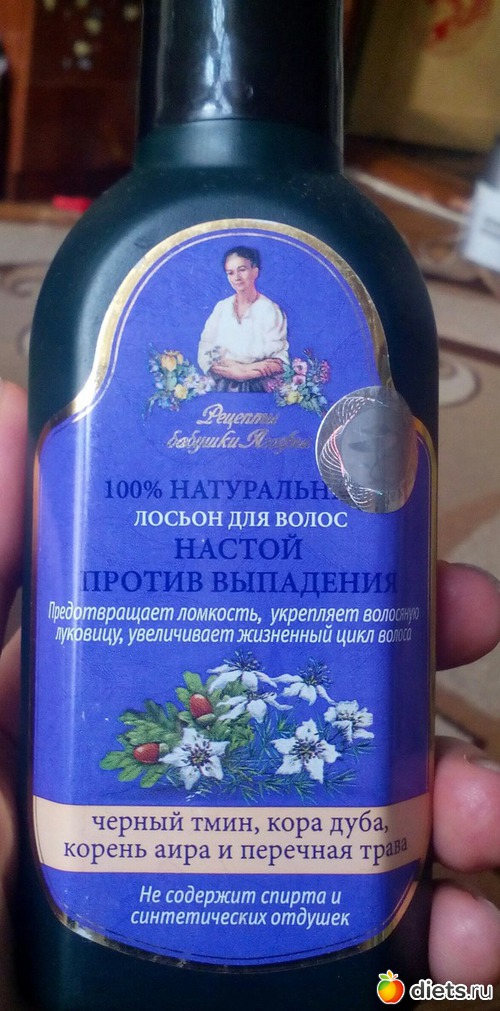 Рецепты
бабушки Агафьи
100% НАТУРАЛЬН
ЛОСЬОН ДЛЯ ВОЛОС
НАСТОЙ
ПРОТИВ ВЫПАДЕНИЯ
Предотвращает ломкость, укрепляет волосяную
луковицу, увеличивает жизненный цикл волоса
черный тмин, кора дуба,
корень аира и перечная трава
Не содержит спирта и
синтетических отдушек
diets.ru